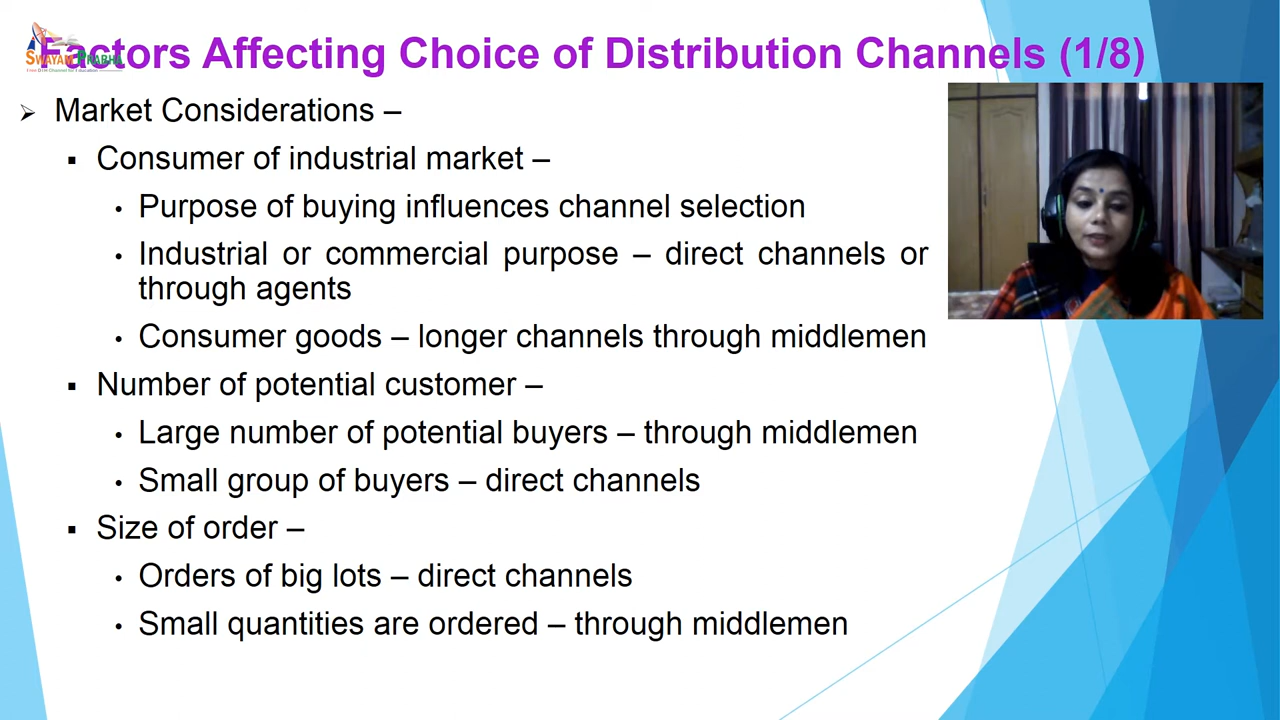 Factors Affecting Choice of Distribution Channels (1/8)
SWAYAM PRABHA
➢ Market Considerations –
▪ Consumer of industrial market –
• Purpose of buying influences channel selection
• Industrial or commercial purpose – direct channels or
through agents
• Consumer goods – longer channels through middlemen
▪ Number of potential customer –
• Large number of potential buyers – through middlemen
• Small group of buyers – direct channels
▪ Size of order –
• Orders of big lots – direct channels
• Small quantities are ordered – through middlemen